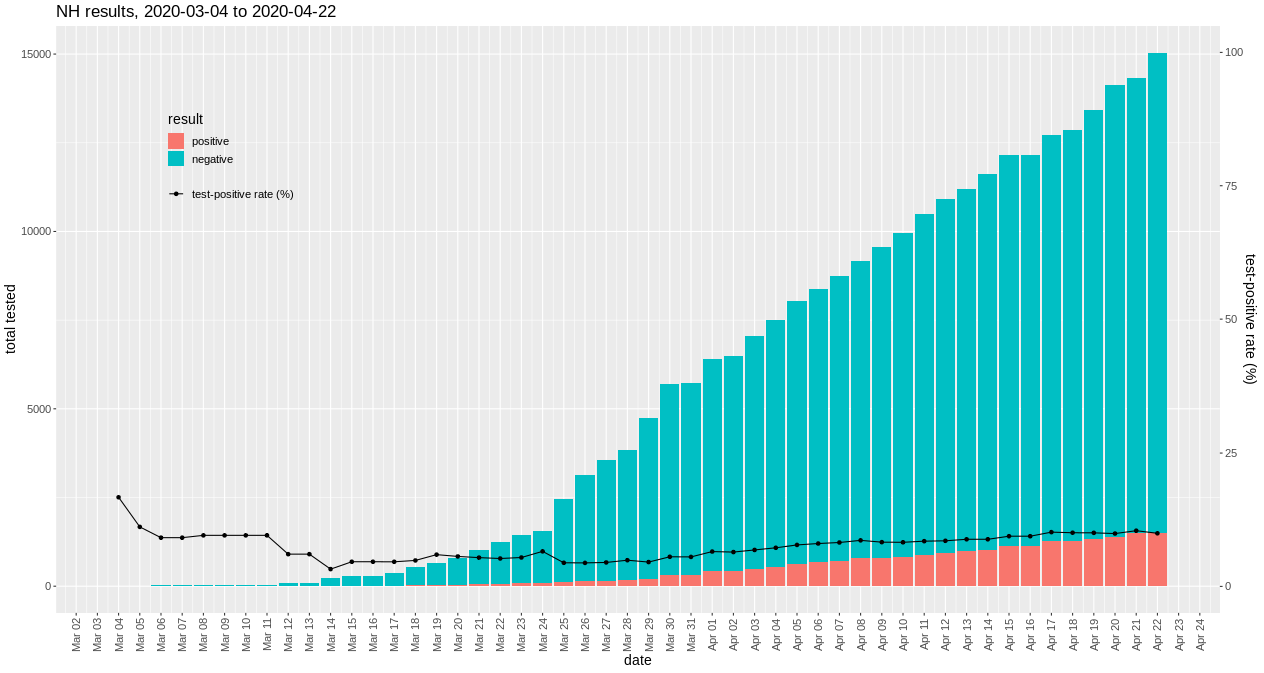 NH results, 2020-03-04 to 2020-04-22
total tested
15000
10000
5000
0
result
positive
negative
test-positive rate (%)
100
75
50
25
0
test-positive rate (%)
Mar 02
Mar 03
Mar 04
Mar 05
Mar 06
Mar 07
Mar 08
Mar 09
Mar 10
Mar 11
Mar 12
Mar 13
Mar 14
Mar 15
Mar 16
Mar 17
Mar 18
Mar 19
Mar 20
Mar 21
Mar 22
Mar 23
Mar 24
Mar 25
Mar 26
Mar 27
Mar 28
Mar 29
Mar 30
Mar 31
Apr 01
Apr 02
Apr 03
Apr 04
Apr 05
Apr 06
Apr 07
Apr 08
Apr 09
Apr 10
Apr 11
Apr 12
Apr 13
Apr 14
Apr 15
Apr 16
Apr 17
Apr 18
Apr 19
Apr 20
Apr 21
Apr 22
Apr 23
Apr 24
date